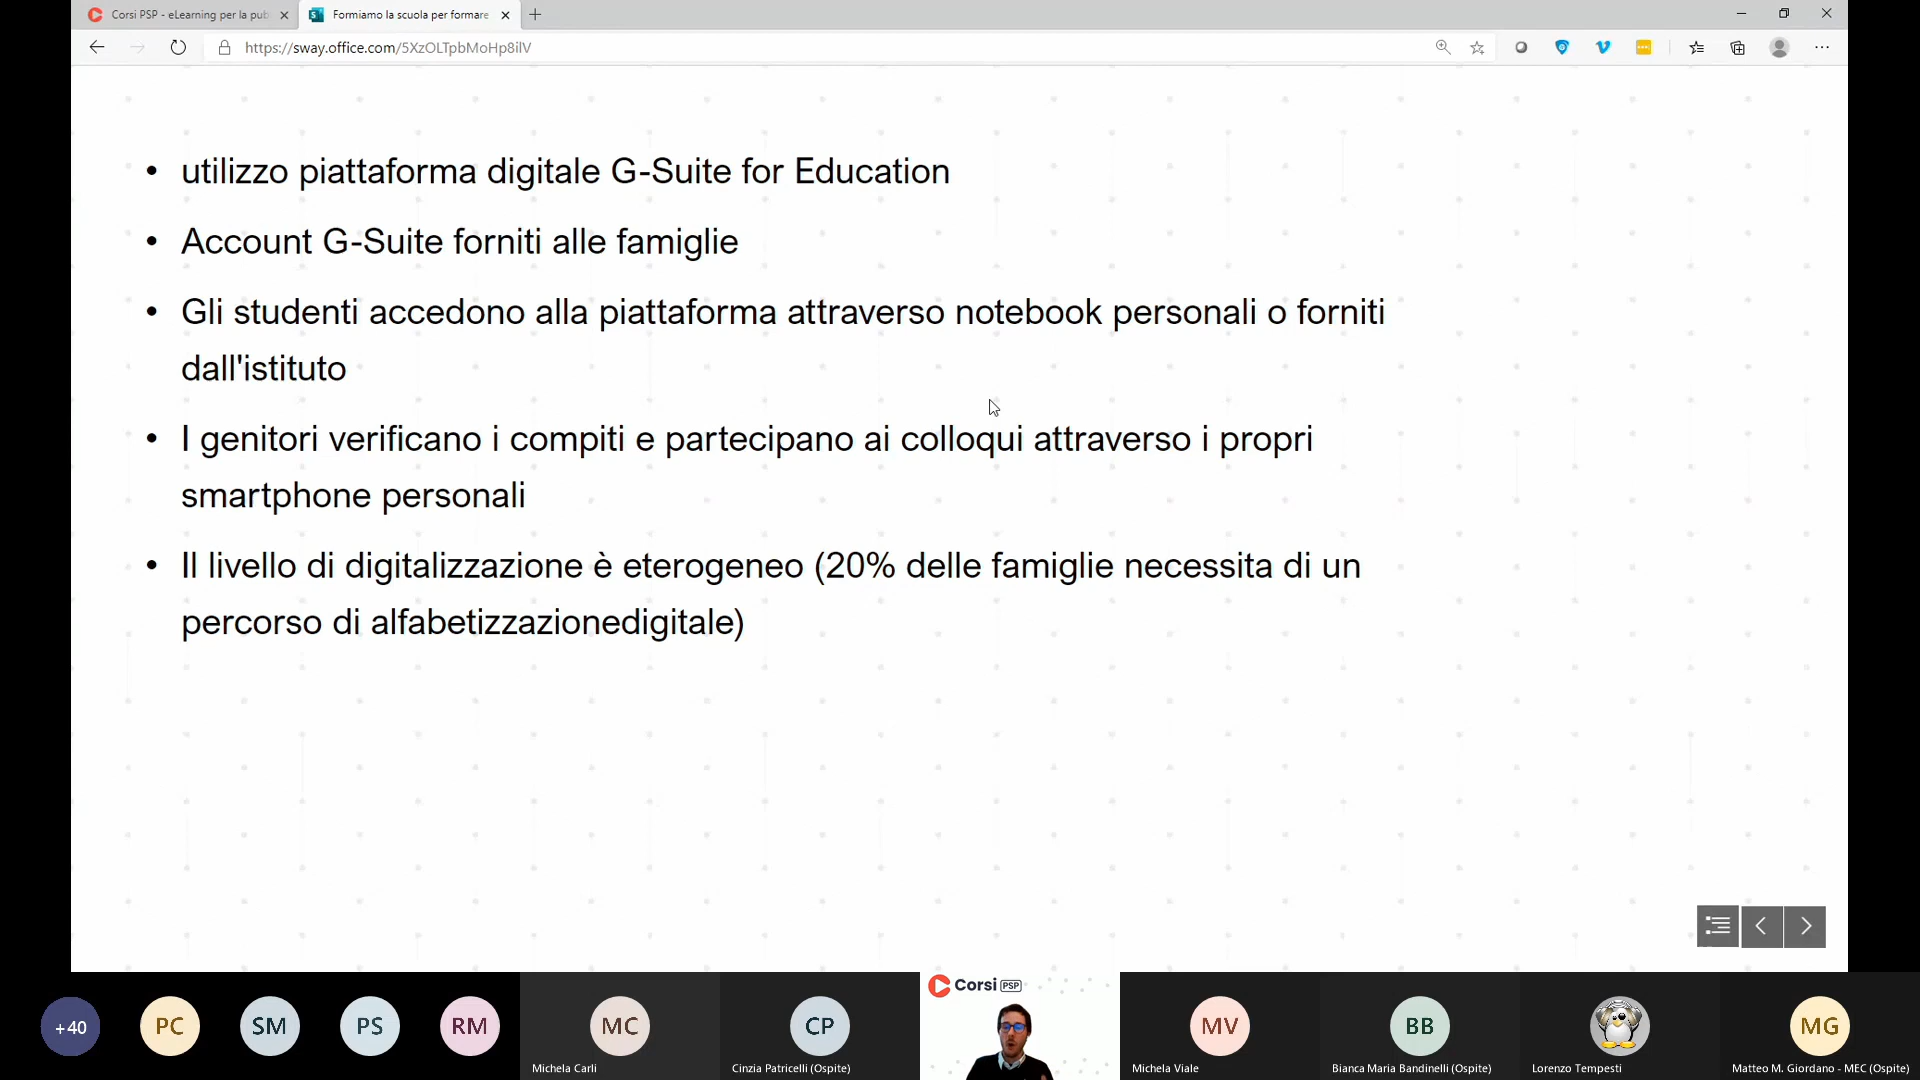 Corsi PSP - eLearning per la pub
Formiamo la scuola per formare
https://sway.office.com/5XzOLTpbMoHp8ilV
• utilizzo piattaforma digitale G-Suite for Education
• Account G-Suite forniti alle famiglie
• Gli studenti accedono alla piattaforma attraverso notebook personali o forniti
dall'istituto
• I genitori verificano i compiti e partecipano ai colloqui attraverso i propri
smartphone personali
• Il livello di digitalizzazione è eterogeneo (20% delle famiglie necessita di un
percorso di alfabetizzazionedigitale)
+40
PC
SM
PS
RM
MC
Michela Carli
CP
Cinzia Patricelli (Ospite)
Corsi PSP
MV
Michela Viale
BB
Bianca Maria Bandinelli (Ospite)
Lorenzo Tempesti
MG
Matteo M. Giordano - MEC (Ospite)